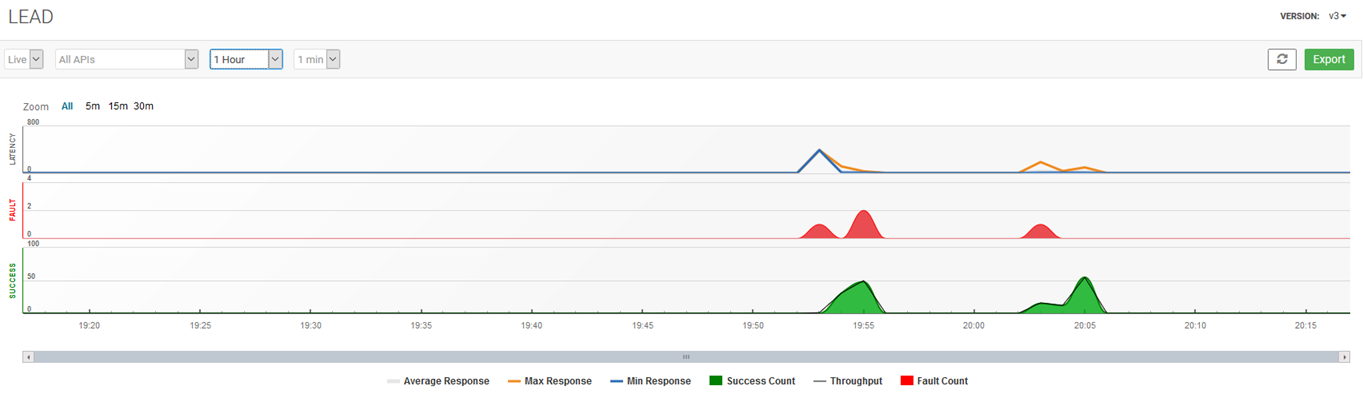 LEAD
VERSION: v3
Live All APIs 1 Hour 1 min Export
Zoom All 5m 15m 30m
LATENCY
800
0
FAULT
4
2
0
SUCCESS
100
50
0
19:20 19:25 19:30 19:35 19:40 19:45 19:50 19:55 20:00 20:05 20:10 20:15
Average Response Max Response Min Response Success Count Throughput Fault Count